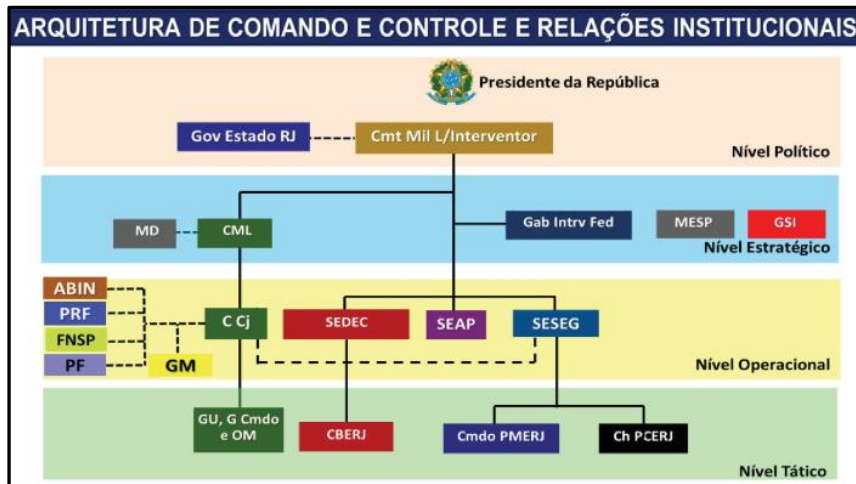 ARQUITETURA DE COMANDO E CONTROLE E RELAÇÕES INSTITUCIONAIS
Presidente da República
Gov Estado RJ
Cmt Mil L/Interventor
Nível Político
MD
CML
Gab Intrv Fed
MESP
GSI
Nível Estratégico
ABIN
PRF
FNSP
PF
GM
C Cj
SEDEC
SEAP
SESEG
Nível Operacional
GU, G Cmdo
e OM
CBERJ
Cmdo PMERJ
Ch PCERJ
Nível Tático